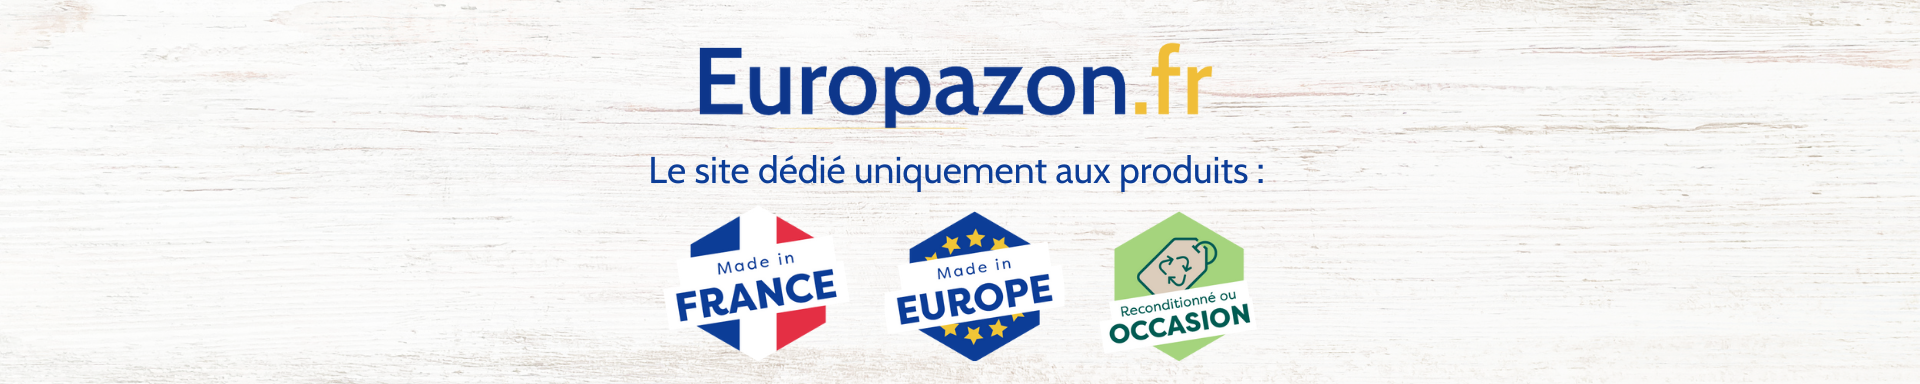 Europazon.fr
Le site dédié uniquement aux produits :
Made in
FRANCE
Made in
EUROPE
Reconditionné ou
OCCASION